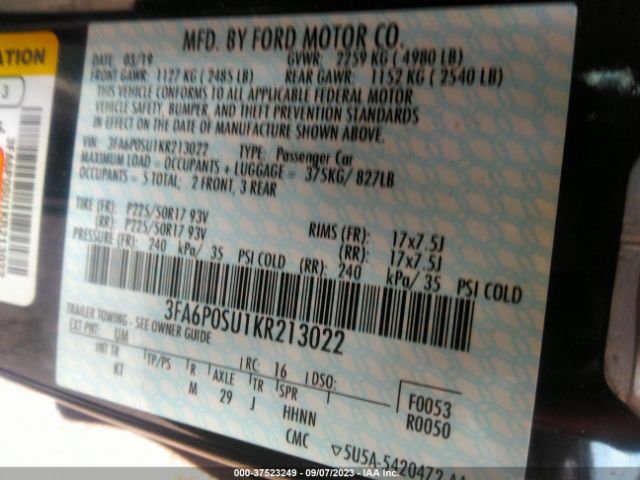 MFD. BY FORD MOTOR CO.
DATE: 03/19 GVWR: 2259 KG ( 4980 LB)
FRONT GAWR: 1127 KG ( 2485 LB) REAR GAWR: 1152 KG ( 2540 LB)
THIS VEHICLE CONFORMS TO ALL APPLICABLE FEDERAL MOTOR
VEHICLE SAFETY, BUMPER, AND THEFT PREVENTION STANDARDS
IN EFFECT ON THE DATE OF MANUFACTURE SHOWN ABOVE.
VIN: 3FA6P0SU1KR213022 TYPE: Passenger Car
MAXIMUM LOAD = OCCUPANTS + LUGGAGE = 375KG/ 827LB
OCCUPANTS = 5 TOTAL, 2 FRONT, 3 REAR
TIRE (FR): P225/50R17 93V RIMS (FR): 17x7.5J
(RR): P225/50R17 93V (RR): 17x7.5J
PRESSURE (FR): 240 kPa/ 35 PSI COLD (RR): 240 kPa/ 35 PSI COLD
3FA6P0SU1KR213022
TRAILER TOWING - SEE OWNER GUIDE
EXT PNT: UM RC: 16 DSO:
INT TR TP/PS R AXLE TR SPR F0053
KT M 29 J HHNN R0050
CMC 5U5A-5420472
ATION
3
00-37523249 - 09/07/2023 - IAA Inc.